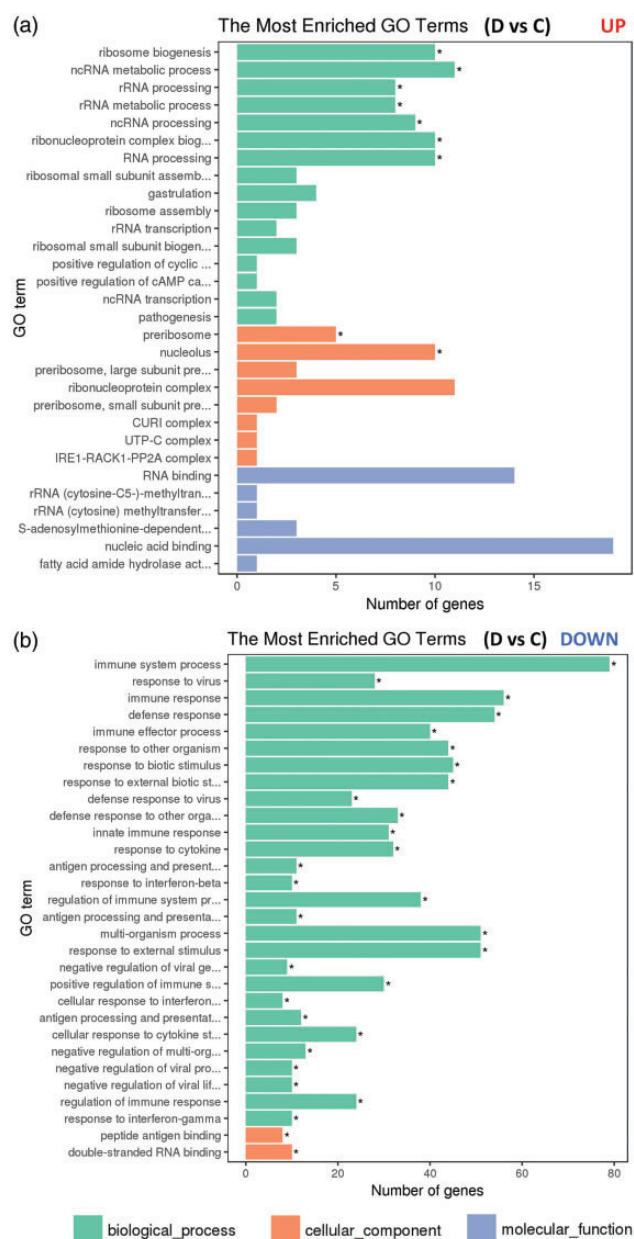 (a)
The Most Enriched GO Terms (D vs C) UP
ribosome biogenesis
ncRNA metabolic process
rRNA processing
rRNA metabolic process
ncRNA processing
ribonucleoprotein complex biog...
RNA processing
ribosomal small subunit assemb...
gastrulation
ribosome assembly
rRNA transcription
ribosomal small subunit biogen...
positive regulation of cyclic ...
positive regulation of cAMP ca...
ncRNA transcription
pathogenesis
preribosome
nucleolus
preribosome, large subunit pre...
ribonucleoprotein complex
preribosome, small subunit pre...
CURI complex
UTP-C complex
IRE1-RACK1-PP2A complex
RNA binding
rRNA (cytosine-C5-)-methyltran...
rRNA (cytosine) methyltransfer...
S-adenosylmethionine-dependent...
nucleic acid binding
fatty acid amide hydrolase act...
GO term
* * * * * * * * *
0 5 10 15
Number of genes
(b)
The Most Enriched GO Terms (D vs C) DOWN
immune system process
response to virus
immune response
defense response
immune effector process
response to other organism
response to biotic stimulus
response to external biotic st...
defense response to virus
defense response to other orga...
innate immune response
response to cytokine
antigen processing and present...
response to interferon-beta
regulation of immune system pr...
antigen processing and presenta...
multi-organism process
response to external stimulus
negative regulation of viral ge...
positive regulation of immune s...
cellular response to interferon...
antigen processing and presentat...
cellular response to cytokine st...
negative regulation of multi-org...
negative regulation of viral pro...
negative regulation of viral lif...
regulation of immune response
response to interferon-gamma
peptide antigen binding
double-stranded RNA binding
GO term
* * * * * * * * * * * * * * * * * * * * * * * * * * * * * *
0 20 40 60 80
Number of genes
biological_process cellular_component molecular_function